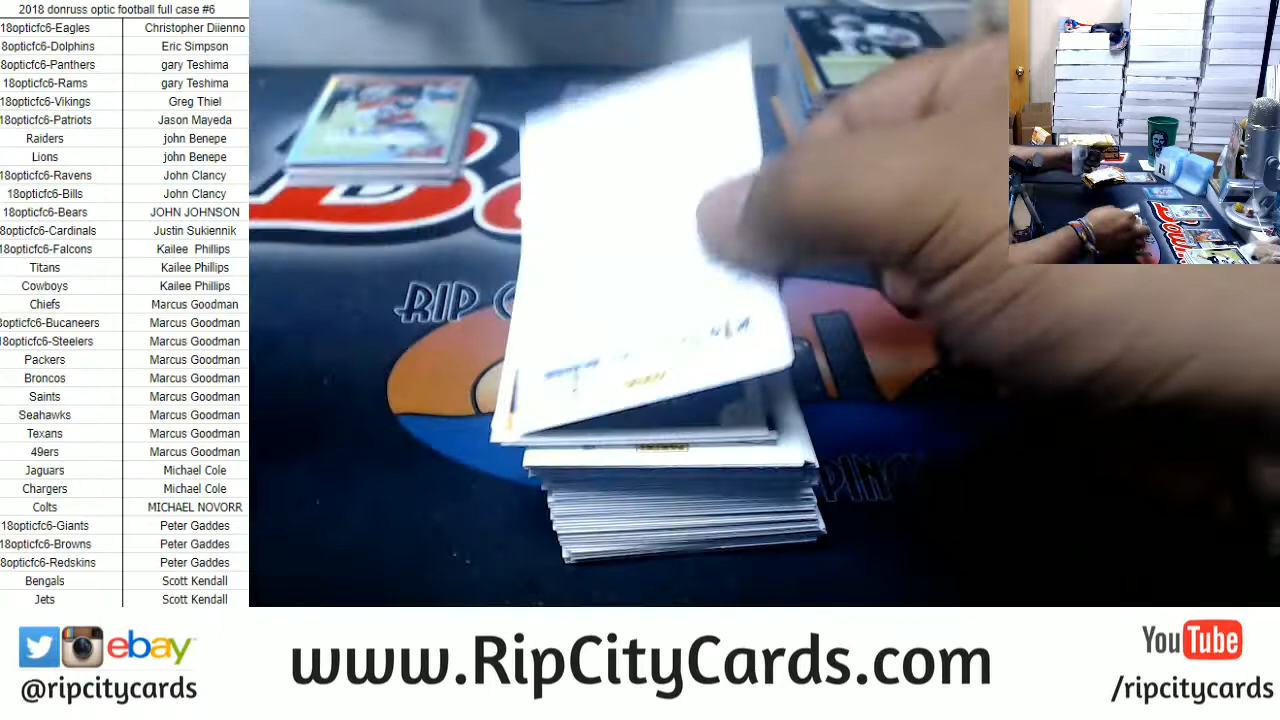 2018 donruss optic football full case #6
18opticfc6-Eagles Christopher Diienno
8opticfc6-Dolphins Eric Simpson
8opticfc6-Panthers gary Teshima
18opticfc6-Rams gary Teshima
18opticfc6-Vikings Greg Thiel
18opticfc6-Patriots Jason Mayeda
Raiders john Benepe
Lions john Benepe
18opticfc6-Ravens John Clancy
18opticfc6-Bills John Clancy
18opticfc6-Bears JOHN JOHNSON
8opticfc6-Cardinals Justin Sukiennik
18opticfc6-Falcons Kailee Phillips
Titans Kailee Phillips
Cowboys Kailee Phillips
Chiefs Marcus Goodman
8opticfc6-Bucaneers Marcus Goodman
18opticfc6-Steelers Marcus Goodman
Packers Marcus Goodman
Broncos Marcus Goodman
Saints Marcus Goodman
Seahawks Marcus Goodman
Texans Marcus Goodman
49ers Marcus Goodman
Jaguars Michael Cole
Chargers Michael Cole
Colts MICHAEL NOVORR
18opticfc6-Giants Peter Gaddes
18opticfc6-Browns Peter Gaddes
8opticfc6-Redskins Peter Gaddes
Bengals Scott Kendall
Jets Scott Kendall
RIP
ebay
@ripcitycards
www.RipCityCards.com
YouTube
/ripcitycards